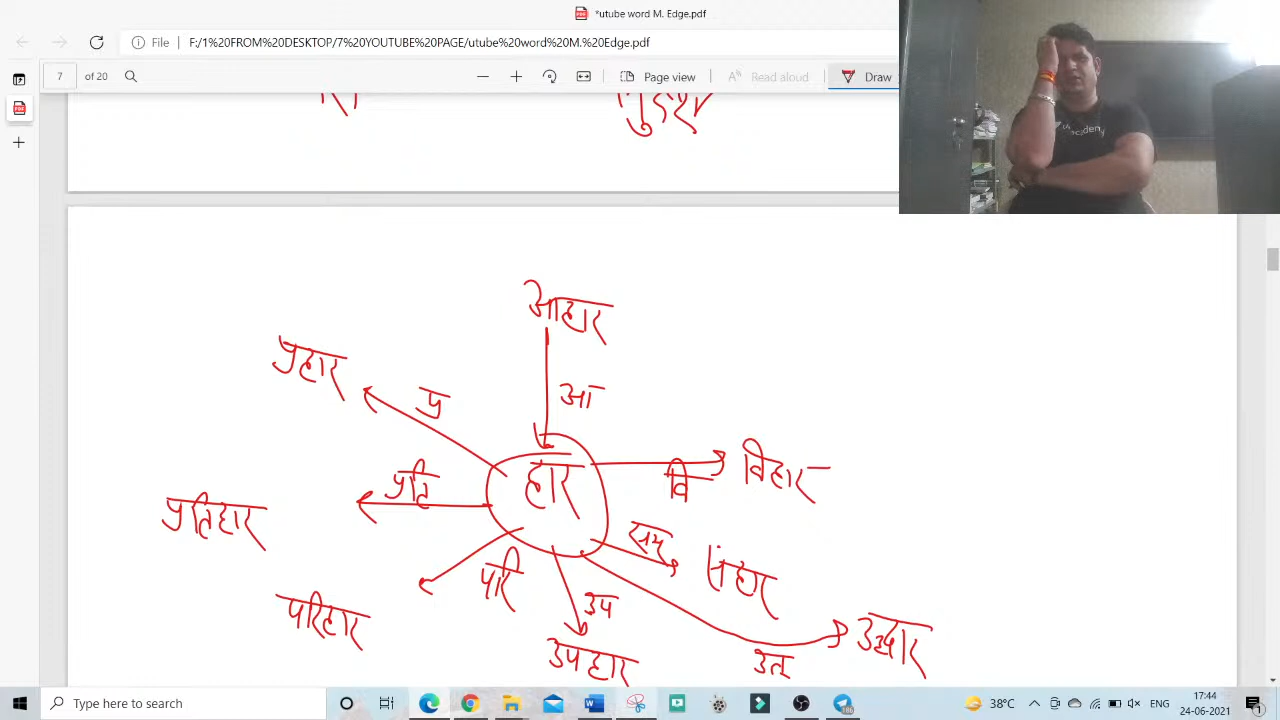 *utube word M. Edge.pdf
File F:/1%20FROM%20DESKTOP/7%20YOUTUBE%20PAGE/utube%20word%20M.%20Edge.pdf
7 of 20 Page view Read aloud Draw
आहार
प्रहार
प्र
आ
हार
वि
विहार
प्रति
प्रतिहार
सम्
संहार
परि
परिहार
उप
उपहार
उत्
उद्धार
Type here to search
38°C
17:44
24-06-2021